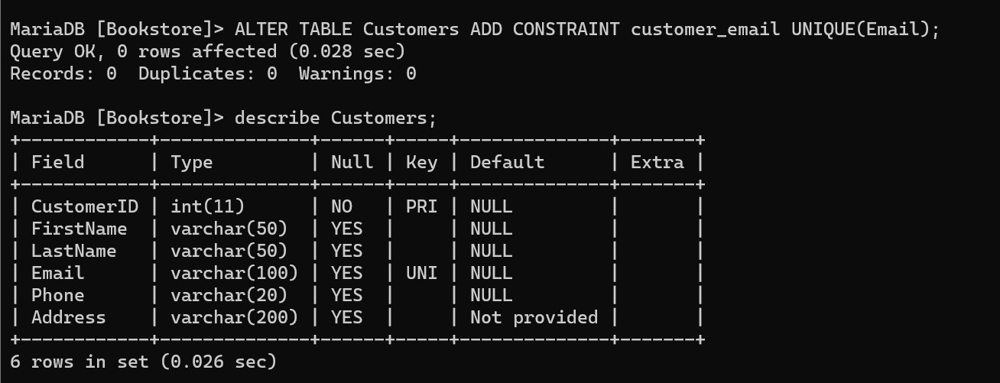 MariaDB [Bookstore]> ALTER TABLE Customers ADD CONSTRAINT customer_email UNIQUE(Email);
Query OK, 0 rows affected (0.028 sec)
Records: 0  Duplicates: 0  Warnings: 0
MariaDB [Bookstore]> describe Customers;
+------------+--------------+------+-----+--------------+-------+
| Field      | Type         | Null | Key | Default      | Extra |
+------------+--------------+------+-----+--------------+-------+
| CustomerID | int(11)      | NO   | PRI | NULL         |       |
| FirstName  | varchar(50)  | YES  |     | NULL         |       |
| LastName   | varchar(50)  | YES  |     | NULL         |       |
| Email      | varchar(100) | YES  | UNI | NULL         |       |
| Phone      | varchar(20)  | YES  |     | NULL         |       |
| Address    | varchar(200) | YES  |     | Not provided |       |
+------------+--------------+------+-----+--------------+-------+
6 rows in set (0.026 sec)